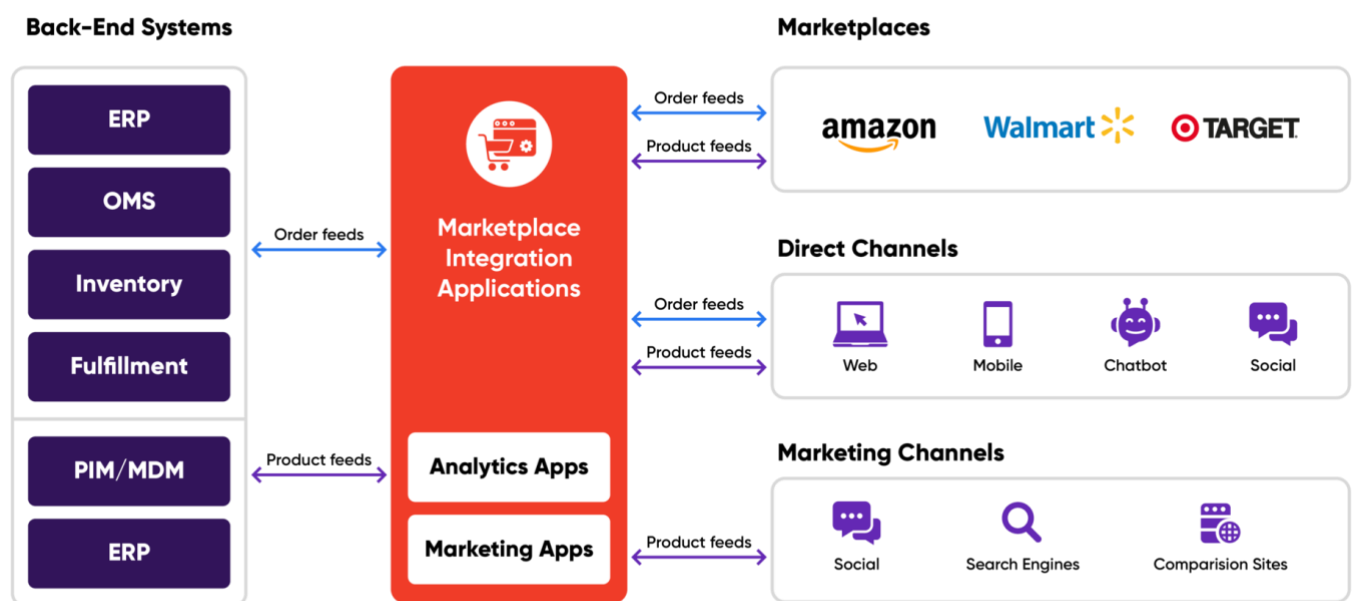 Back-End Systems
ERP
OMS
Inventory
Fulfillment
PIM/MDM
ERP
Order feeds
Product feeds
Marketplace
Integration
Applications
Analytics Apps
Marketing Apps
Order feeds
Product feeds
Order feeds
Product feeds
Product feeds
Marketplaces
amazon
Walmart
TARGET
Direct Channels
Web
Mobile
Chatbot
Social
Marketing Channels
Social
Search Engines
Comparision Sites